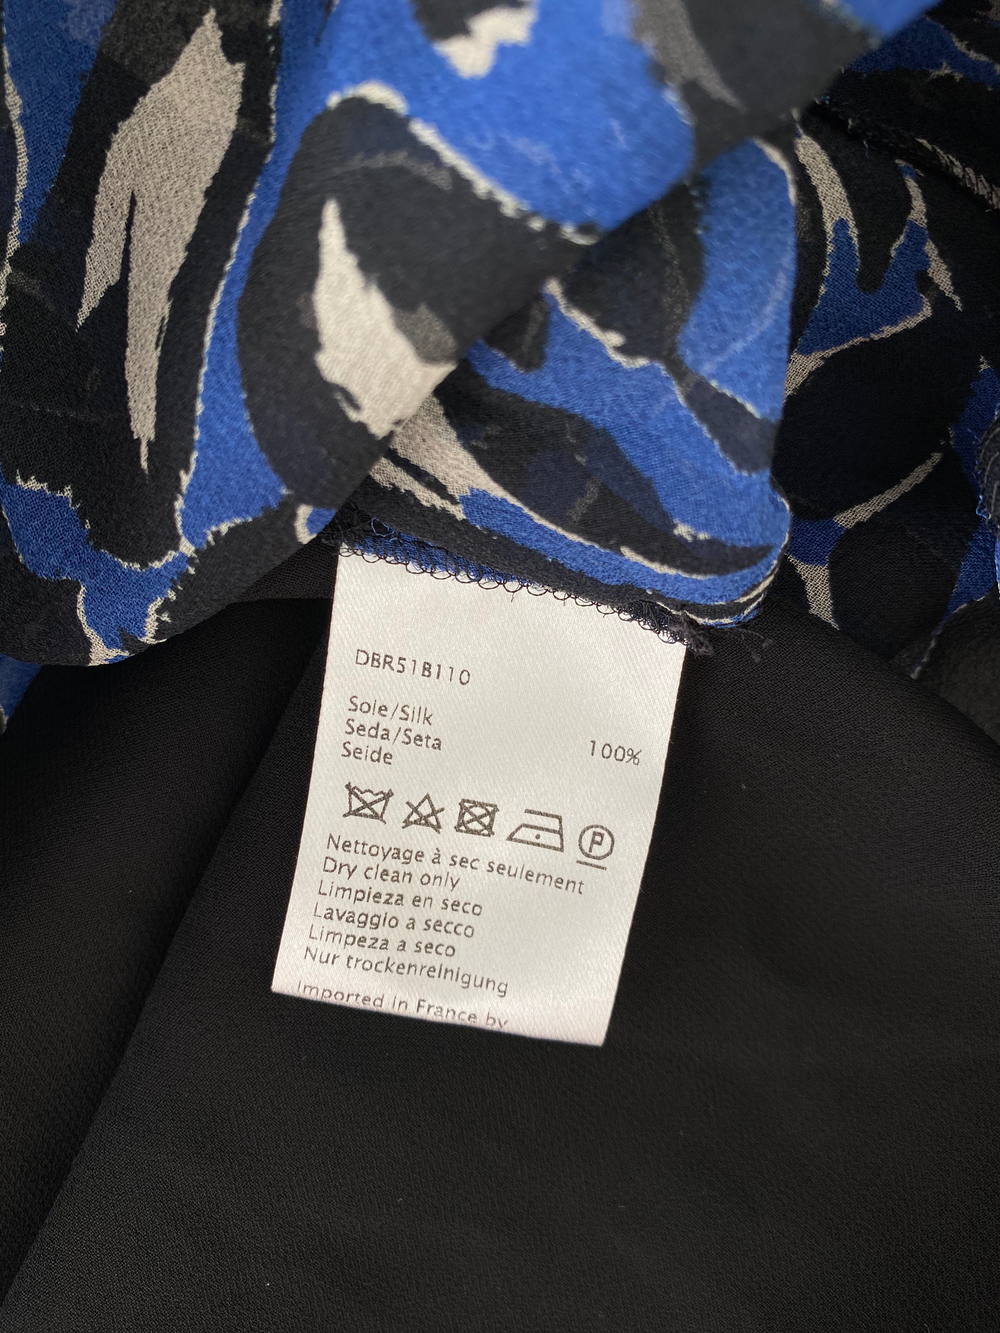 DBR51B110
Soie/Silk
Seda/Seta 100%
Seide
P
Nettoyage à sec seulement
Dry clean only
Limpieza en seco
Lavaggio a secco
Limpeza a seco
Nur trockenreinigung
Imported in France by